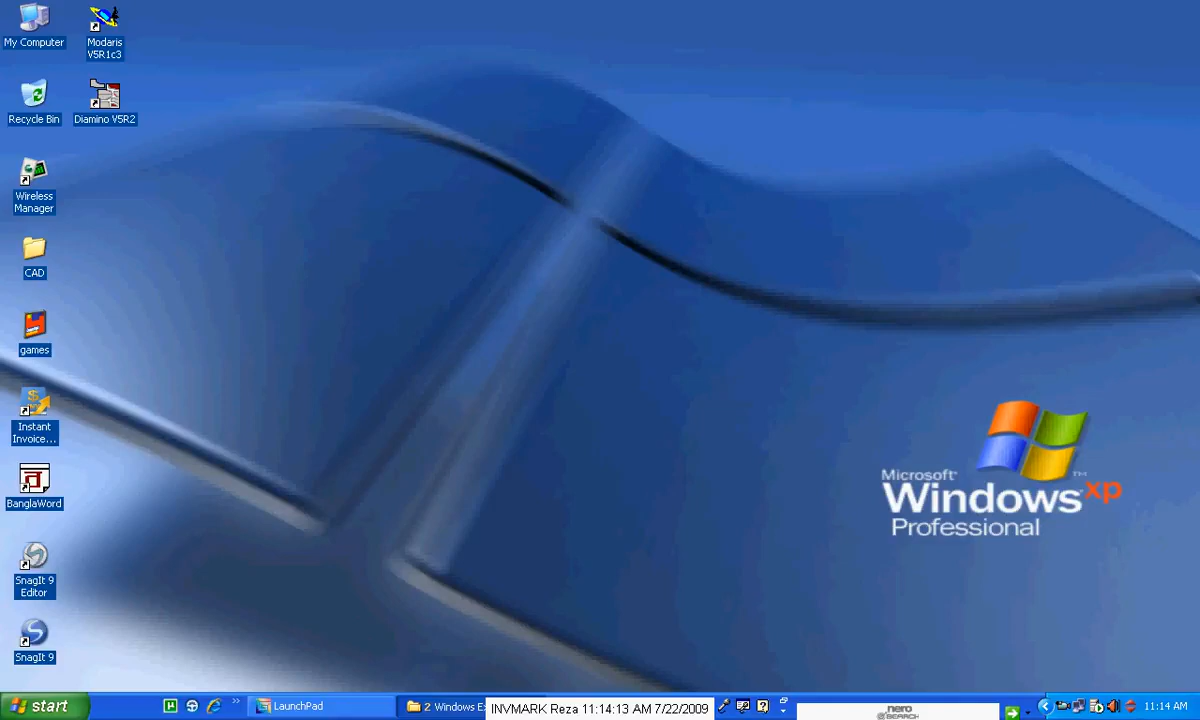 My Computer
Modaris
V5R1c3
Recycle Bin
Diamino V5R2
Wireless
Manager
CAD
games
Instant
Invoice...
BanglaWord
SnagIt 9
Editor
SnagIt 9
Microsoft
Windows xp
Professional
start
LaunchPad
2 Windows Ex
INVMARK Reza 11:14:13 AM 7/22/2009
nero
SEARCH
11:14 AM